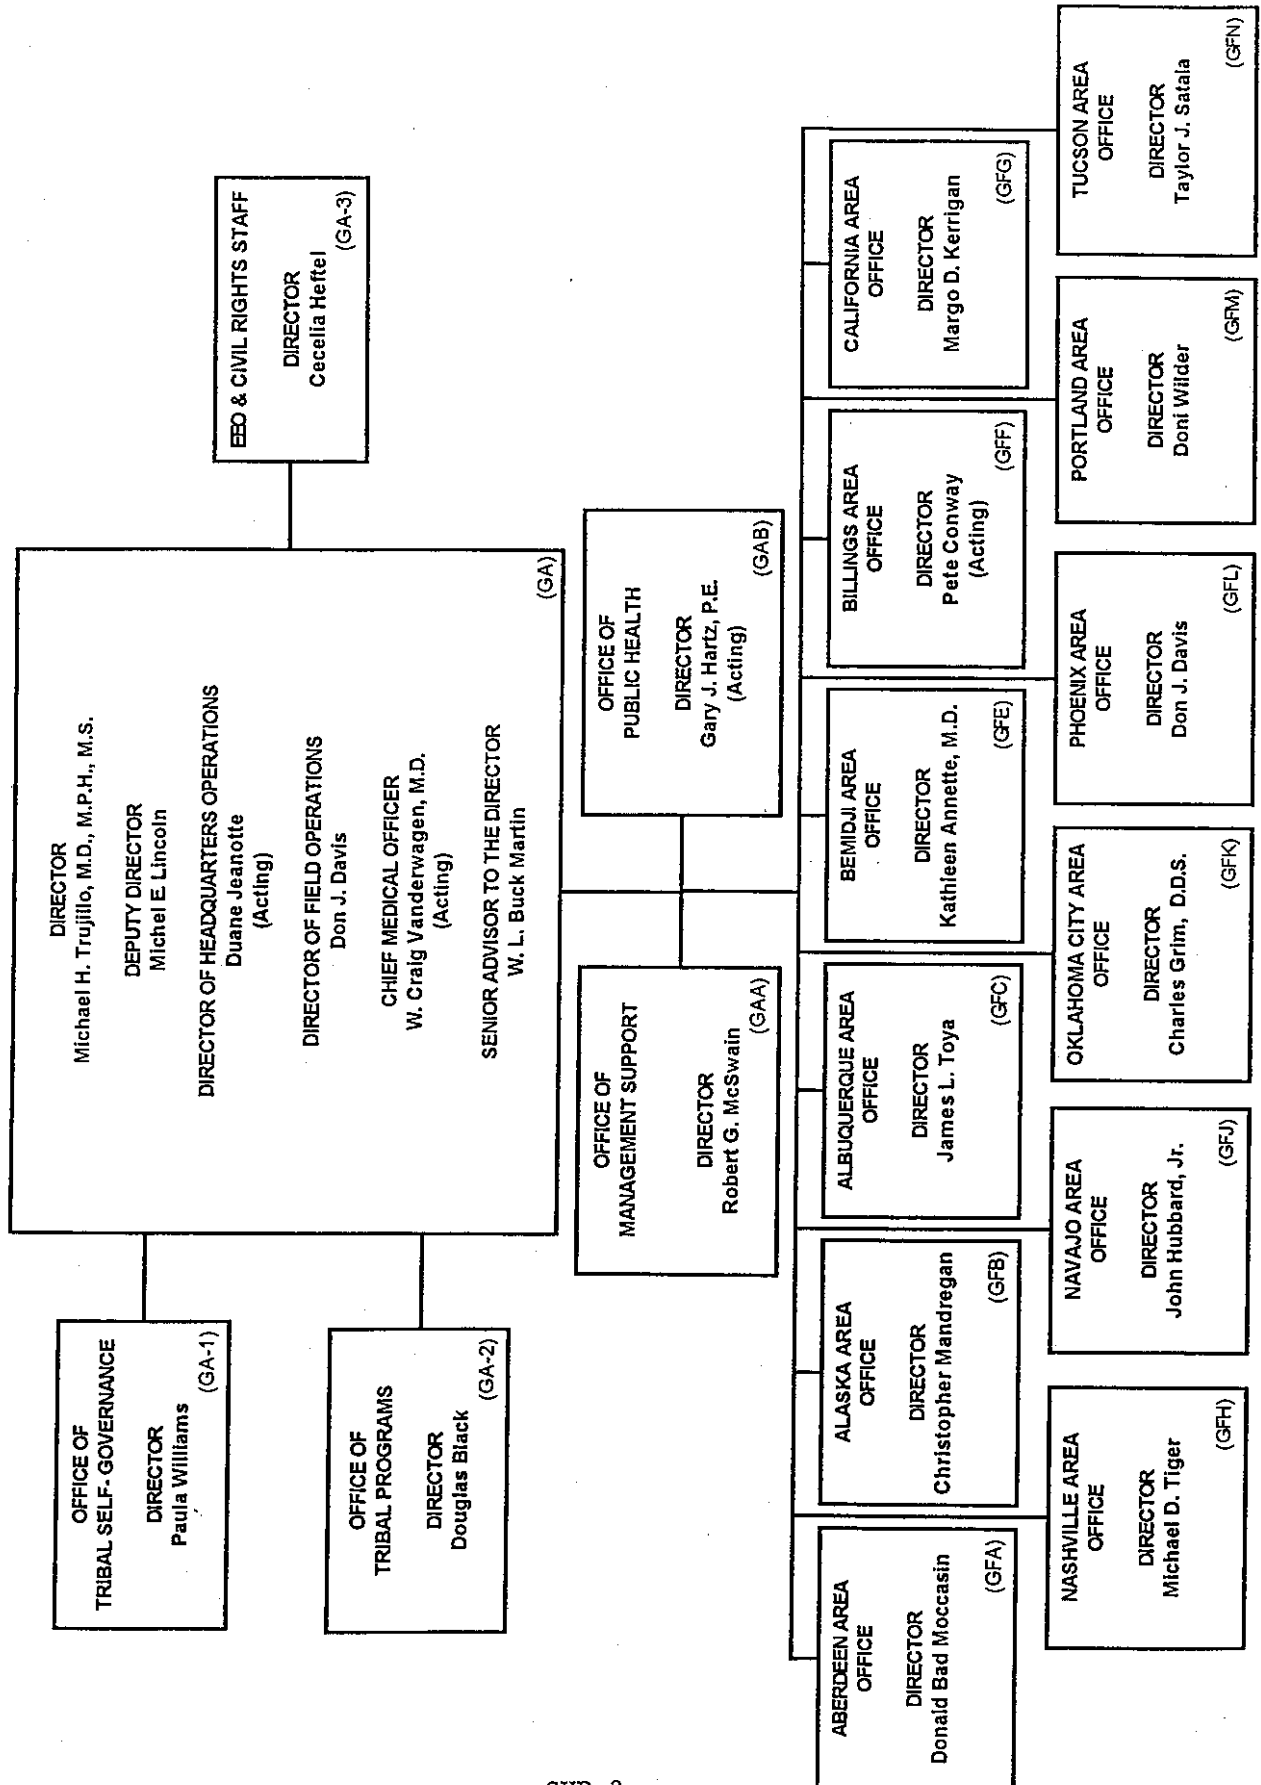 DIRECTOR
Michael H. Trujillo, M.D., M.P.H., M.S.
DEPUTY DIRECTOR
Michel E. Lincoln
DIRECTOR OF HEADQUARTERS OPERATIONS
Duane Jeanotte
(Acting)
DIRECTOR OF FIELD OPERATIONS
Don J. Davis
CHIEF MEDICAL OFFICER
W. Craig Vanderwagen, M.D.
(Acting)
SENIOR ADVISOR TO THE DIRECTOR
W. L. Buck Martin
(GA)
OFFICE OF
TRIBAL SELF- GOVERNANCE
DIRECTOR
Paula Williams
(GA-1)
OFFICE OF
TRIBAL PROGRAMS
DIRECTOR
Douglas Black
(GA-2)
EEO & CIVIL RIGHTS STAFF
DIRECTOR
Cecelia Heftel
(GA-3)
OFFICE OF
MANAGEMENT SUPPORT
DIRECTOR
Robert G. McSwain
(GAA)
OFFICE OF
PUBLIC HEALTH
DIRECTOR
Gary J. Hartz, P.E.
(Acting)
(GAB)
ABERDEEN AREA
OFFICE
DIRECTOR
Donald Bad Moccasin
(GFA)
ALASKA AREA
OFFICE
DIRECTOR
Christopher Mandregan
(GFB)
ALBUQUERQUE AREA
OFFICE
DIRECTOR
James L. Toya
(GFC)
BEMIDJI AREA
OFFICE
DIRECTOR
Kathleen Annette, M.D.
(GFE)
BILLINGS AREA
OFFICE
DIRECTOR
Pete Conway
(Acting)
(GFF)
CALIFORNIA AREA
OFFICE
DIRECTOR
Margo D. Kerrigan
(GFG)
NASHVILLE AREA
OFFICE
DIRECTOR
Michael D. Tiger
(GFH)
NAVAJO AREA
OFFICE
DIRECTOR
John Hubbard, Jr.
(GFJ)
OKLAHOMA CITY AREA
OFFICE
DIRECTOR
Charles Grim, D.D.S.
(GFK)
PHOENIX AREA
OFFICE
DIRECTOR
Don J. Davis
(GFL)
PORTLAND AREA
OFFICE
DIRECTOR
Doni Wilder
(GFM)
TUCSON AREA
OFFICE
DIRECTOR
Taylor J. Satala
(GFN)